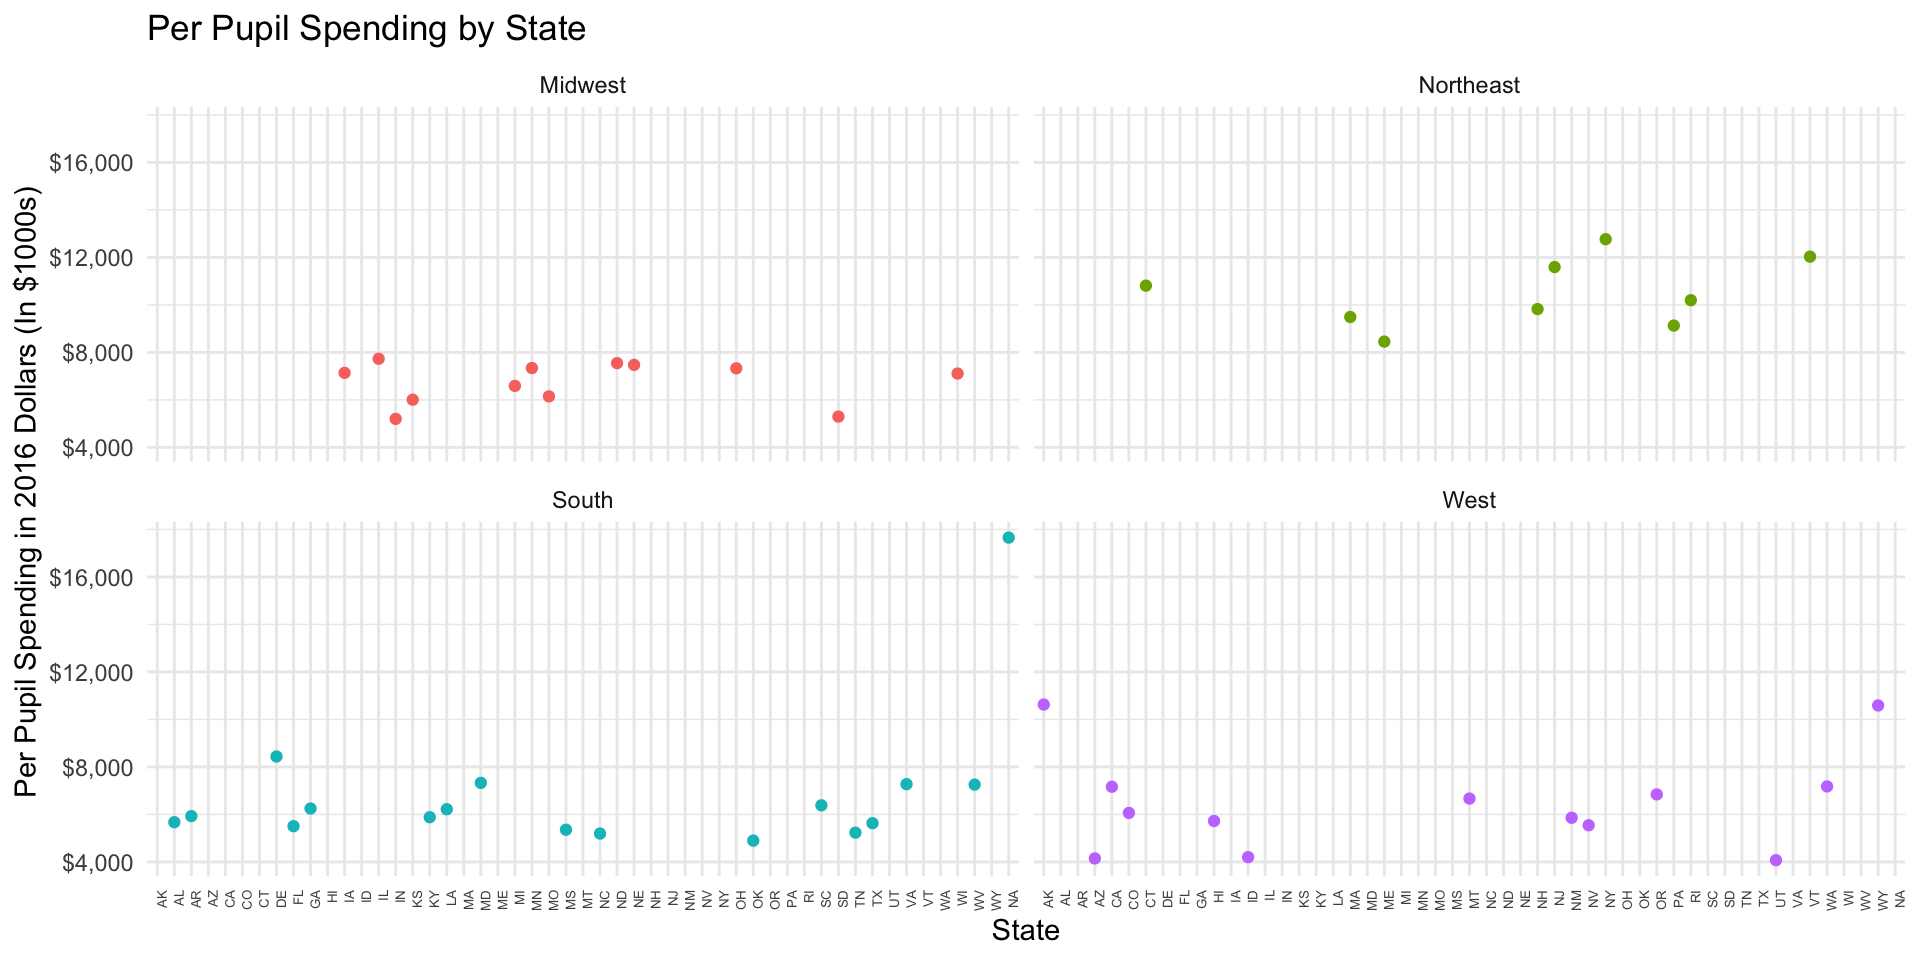 Per Pupil Spending by State
Midwest
Northeast
$16,000
$12,000
$8,000
$4,000
South
West
$16,000
$12,000
$8,000
$4,000
Per Pupil Spending in 2016 Dollars (In $1000s)
AK AL AR AZ CA CO CT DE FL GA HI IA ID IL IN KS KY LA MA MD ME MI MN MO MS MT NC ND NE NH NJ NM NV NY OH OK OR PA RI SC SD TN TX UT VA VT WA WI WV WY NA
AK AL AR AZ CA CO CT DE FL GA HI IA ID IL IN KS KY LA MA MD ME MI MN MO MS MT NC ND NE NH NJ NM NV NY OH OK OR PA RI SC SD TN TX UT VA VT WA WI WV WY NA
State